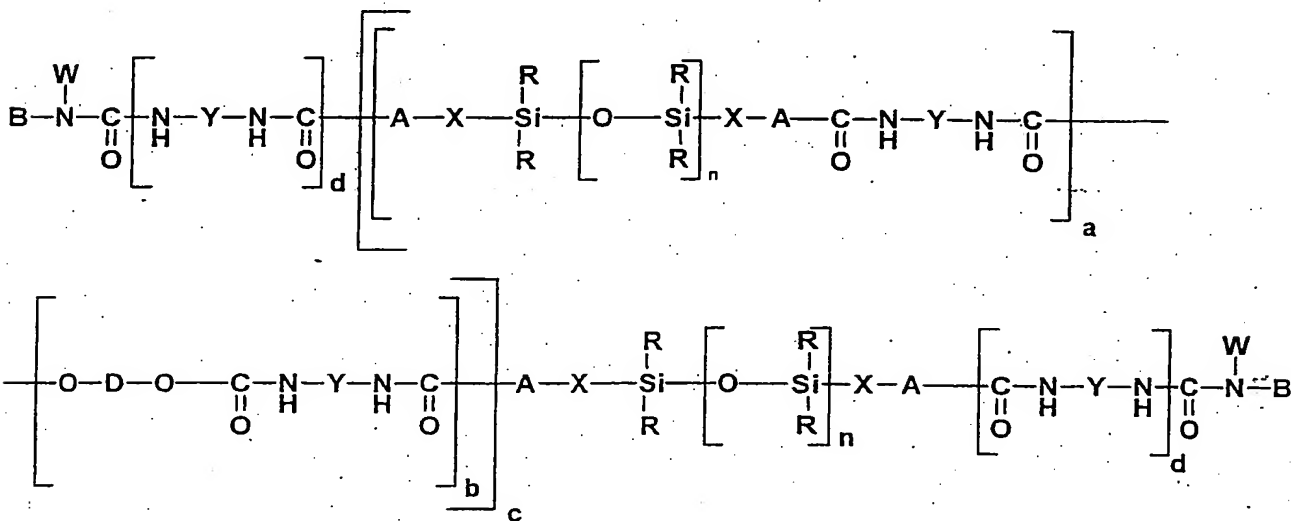 W
R R
B—N—C—[N—Y—N—C]d—[[A—X—Si—[O—Si]n—X—A—C—N—Y—N—C]a—
O H H O R R O H H O
R R W
—[O—D—O—C—N—Y—N—C]b]c—A—X—Si—[O—Si]n—X—A—[C—N—Y—N]d—C—N—B
O H H O R R O H H O